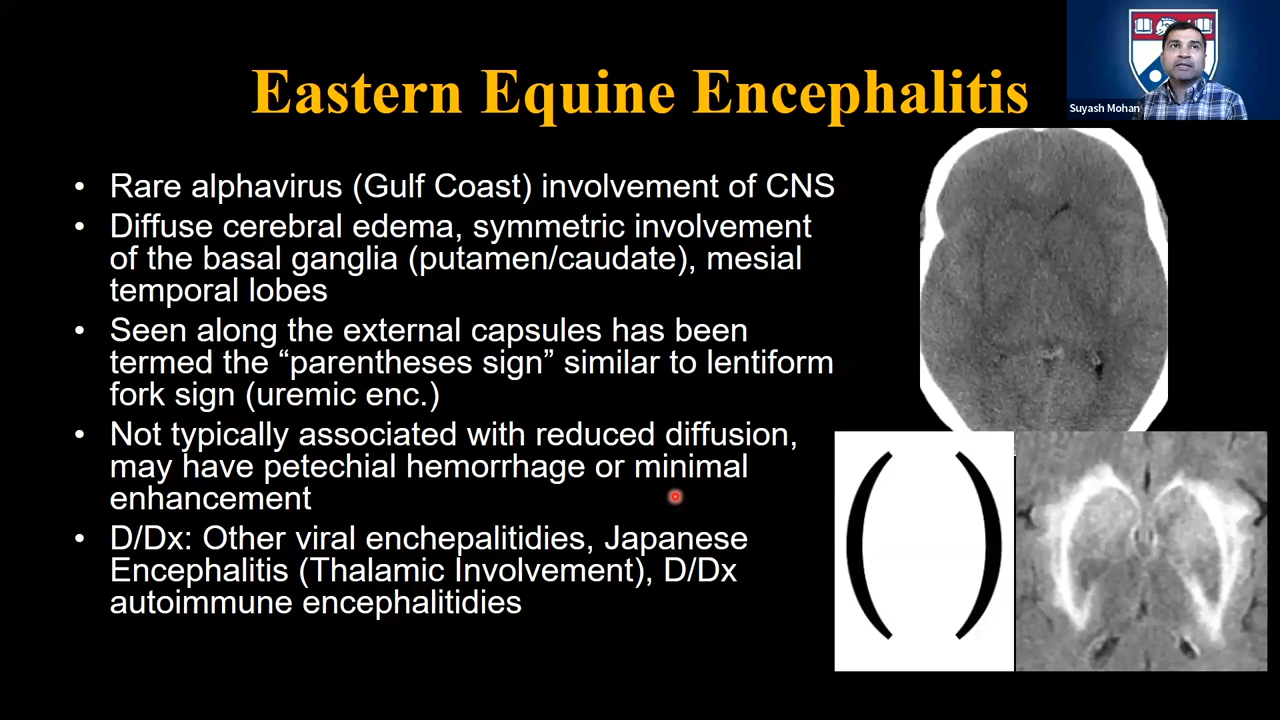 Eastern Equine Encephalitis
Suyash Mohan
• Rare alphavirus (Gulf Coast) involvement of CNS
• Diffuse cerebral edema, symmetric involvement
of the basal ganglia (putamen/caudate), mesial
temporal lobes
• Seen along the external capsules has been
termed the “parentheses sign” similar to lentiform
fork sign (uremic enc.)
• Not typically associated with reduced diffusion,
may have petechial hemorrhage or minimal
enhancement
• D/Dx: Other viral enchepalitidies, Japanese
Encephalitis (Thalamic Involvement), D/Dx
autoimmune encephalitidies
( )